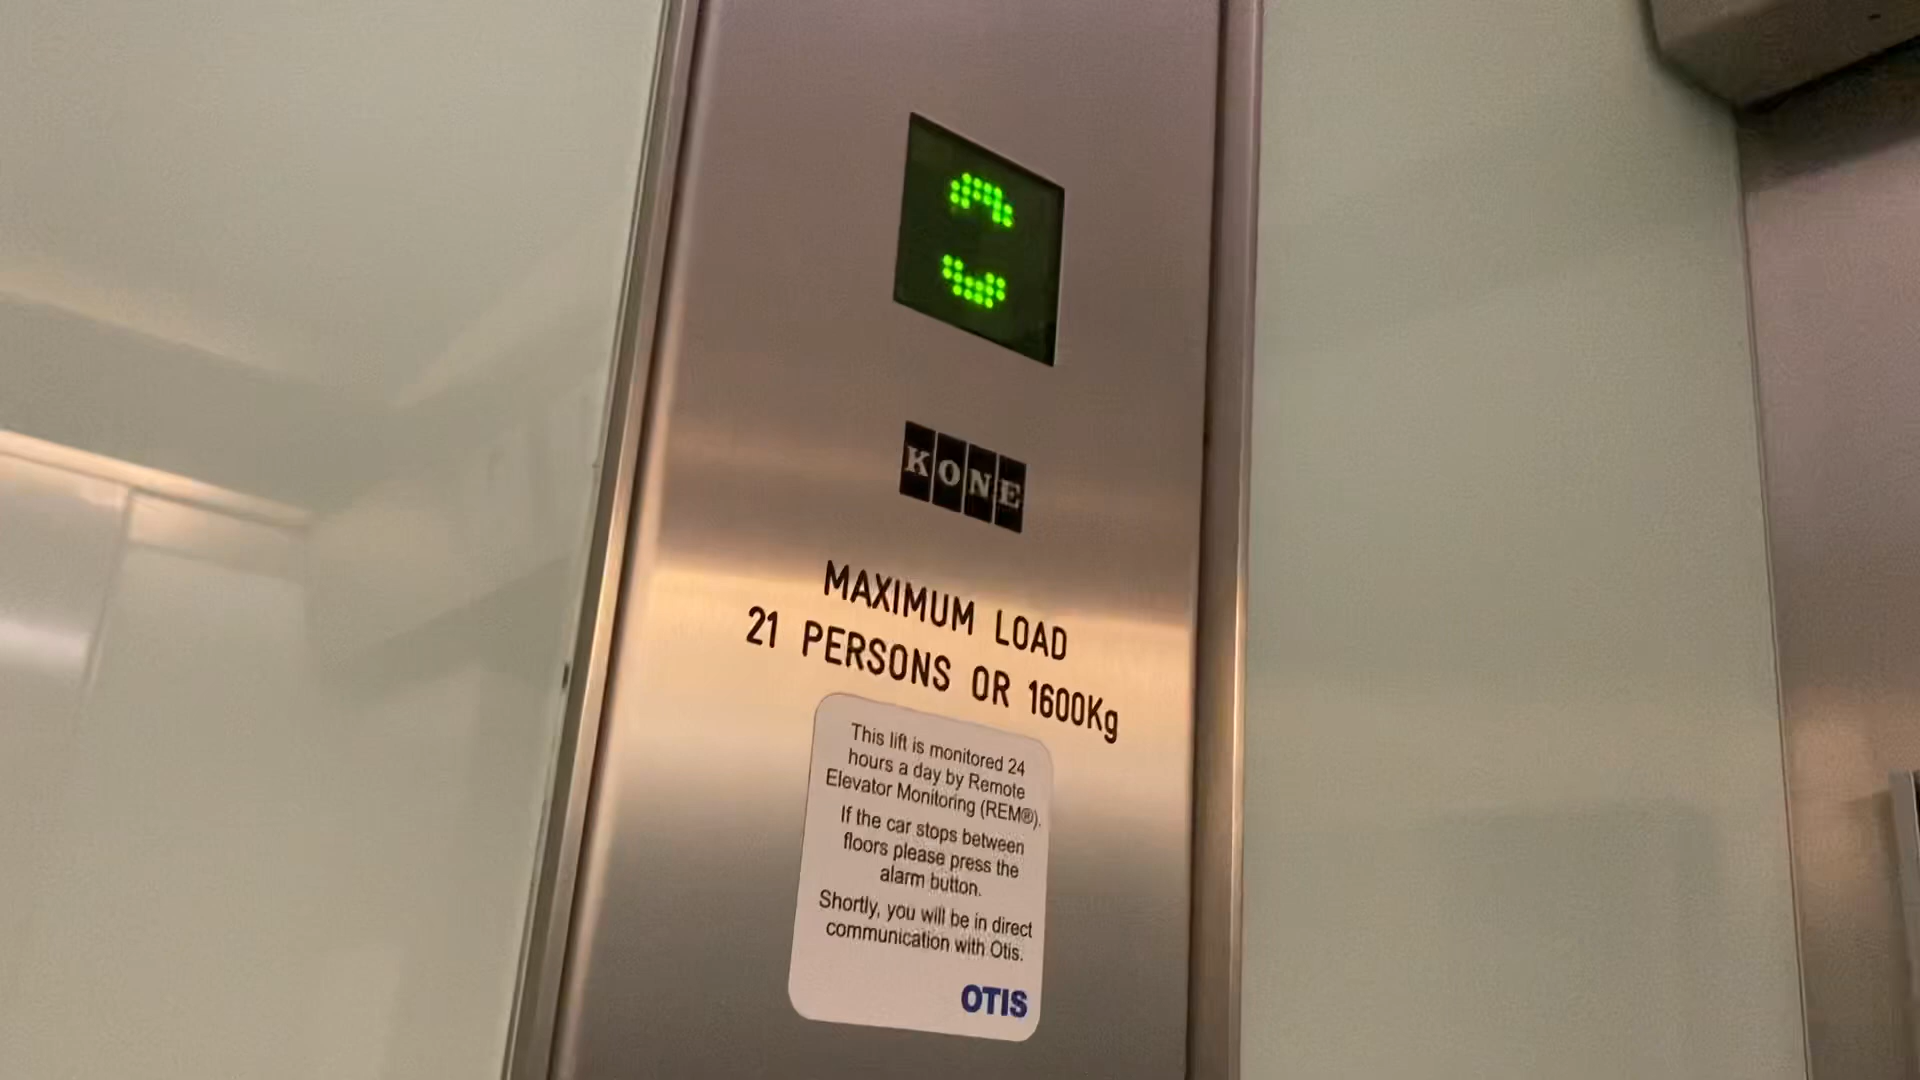 KONE
MAXIMUM LOAD
21 PERSONS OR 1600Kg
This lift is monitored 24
hours a day by Remote
Elevator Monitoring (REM®).
If the car stops between
floors please press the
alarm button.
Shortly, you will be in direct
communication with Otis.
OTIS